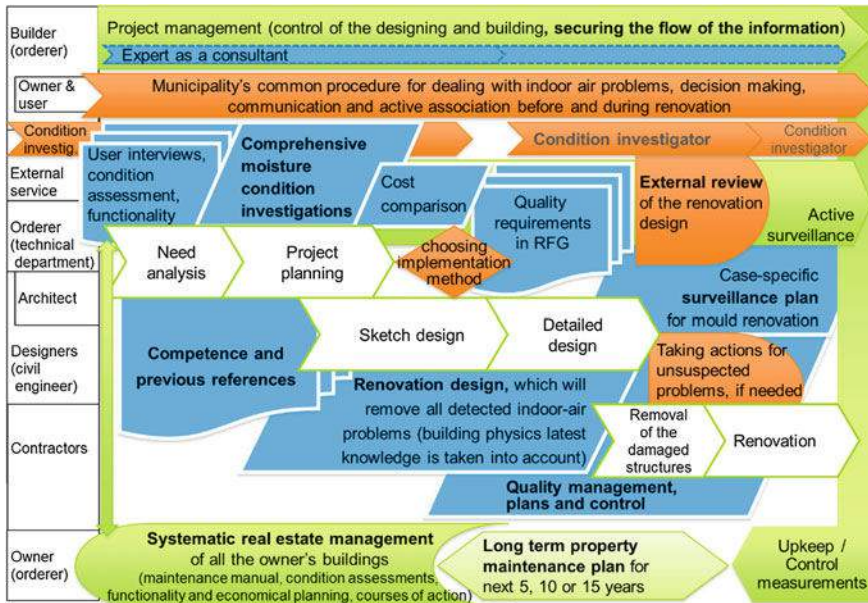 Builder
(orderer)
Project management (control of the designing and building, securing the flow of the information)
Expert as a consultant
Owner &
user
Municipality's common procedure for dealing with indoor air problems, decision making,
communication and active association before and during renovation
Condition
investig.
Condition investigator
Condition
investigator
User interviews,
condition
assessment,
functionality
Comprehensive
moisture
condition
investigations
External
service
Cost
comparison
Quality
requirements
in RFG
External review
of the renovation
design
Active
surveillance
Orderer
(technical
department)
Need
analysis
Project
planning
choosing
implementation
method
Case-specific
surveillance plan
for mould renovation
Architect
Sketch design
Detailed
design
Designers
(civil
engineer)
Competence and
previous references
Taking actions for
unsuspected
problems, if needed
Renovation design, which will
remove all detected indoor-air
problems (building physics latest
knowledge is taken into account)
Contractors
Removal
of the
damaged
structures
Renovation
Quality management,
plans and control
Owner
(orderer)
Systematic real estate management
of all the owner's buildings
(maintenance manual, condition assessments,
functionality and economical planning, courses of action)
Long term property
maintenance plan for
next 5, 10 or 15 years
Upkeep /
Control
measurements